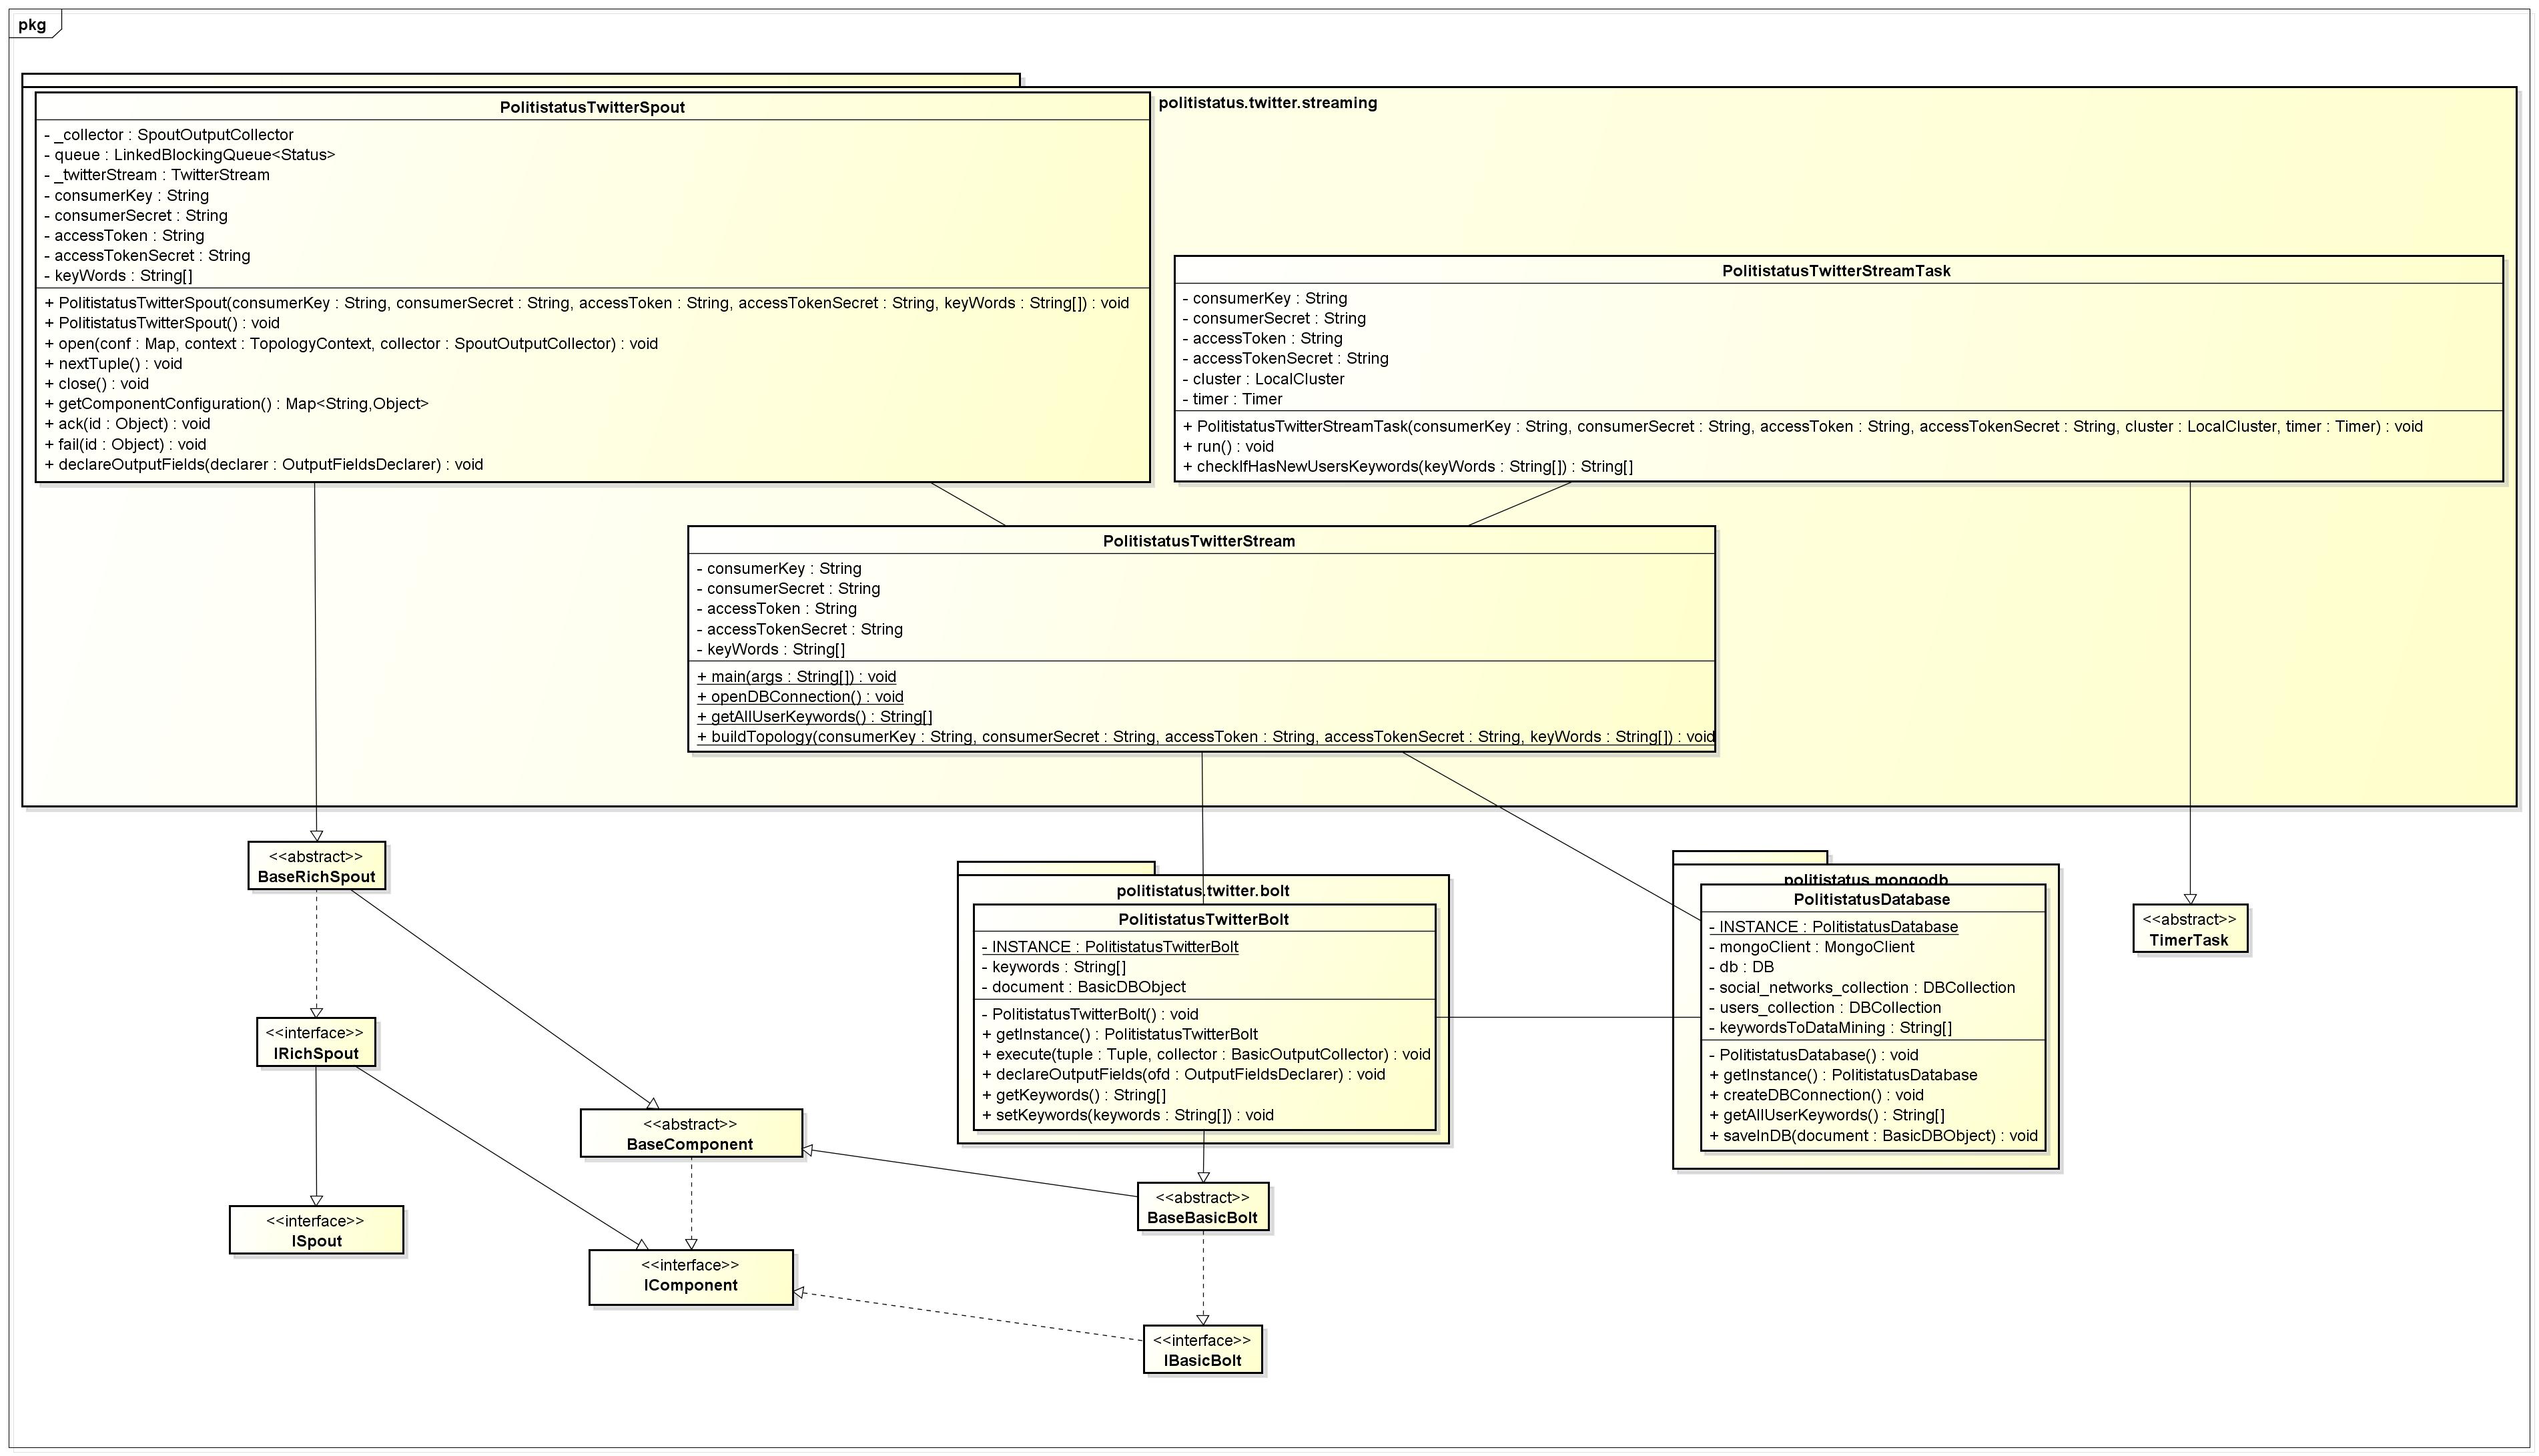 pkg
politistatus.twitter.streaming
PolitistatusTwitterSpout
- _collector : SpoutOutputCollector
- queue : LinkedBlockingQueue<Status>
- _twitterStream : TwitterStream
- consumerKey : String
- consumerSecret : String
- accessToken : String
- accessTokenSecret : String
- keyWords : String[]
+ PolitistatusTwitterSpout(consumerKey : String, consumerSecret : String, accessToken : String, accessTokenSecret : String, keyWords : String[]) : void
+ PolitistatusTwitterSpout() : void
+ open(conf : Map, context : TopologyContext, collector : SpoutOutputCollector) : void
+ nextTuple() : void
+ close() : void
+ getComponentConfiguration() : Map<String,Object>
+ ack(id : Object) : void
+ fail(id : Object) : void
+ declareOutputFields(declarer : OutputFieldsDeclarer) : void
PolitistatusTwitterStreamTask
- consumerKey : String
- consumerSecret : String
- accessToken : String
- accessTokenSecret : String
- cluster : LocalCluster
- timer : Timer
+ PolitistatusTwitterStreamTask(consumerKey : String, consumerSecret : String, accessToken : String, accessTokenSecret : String, cluster : LocalCluster, timer : Timer) : void
+ run() : void
+ checkIfHasNewUsersKeywords(keyWords : String[]) : String[]
PolitistatusTwitterStream
- consumerKey : String
- consumerSecret : String
- accessToken : String
- accessTokenSecret : String
- keyWords : String[]
+ main(args : String[]) : void
+ openDBConnection() : void
+ getAllUserKeywords() : String[]
+ buildTopology(consumerKey : String, consumerSecret : String, accessToken : String, accessTokenSecret : String, keyWords : String[]) : void
<<abstract>>
BaseRichSpout
politistatus.twitter.bolt
PolitistatusTwitterBolt
- INSTANCE : PolitistatusTwitterBolt
- keywords : String[]
- document : BasicDBObject
- PolitistatusTwitterBolt() : void
+ getInstance() : PolitistatusTwitterBolt
+ execute(tuple : Tuple, collector : BasicOutputCollector) : void
+ declareOutputFields(ofd : OutputFieldsDeclarer) : void
+ getKeywords() : String[]
+ setKeywords(keywords : String[]) : void
politistatus.mongodb
PolitistatusDatabase
- INSTANCE : PolitistatusDatabase
- mongoClient : MongoClient
- db : DB
- social_networks_collection : DBCollection
- users_collection : DBCollection
- keywordsToDataMining : String[]
- PolitistatusDatabase() : void
+ getInstance() : PolitistatusDatabase
+ createDBConnection() : void
+ getAllUserKeywords() : String[]
+ saveInDB(document : BasicDBObject) : void
<<abstract>>
TimerTask
<<interface>>
IRichSpout
<<abstract>>
BaseComponent
<<abstract>>
BaseBasicBolt
<<interface>>
ISpout
<<interface>>
IComponent
<<interface>>
IBasicBolt